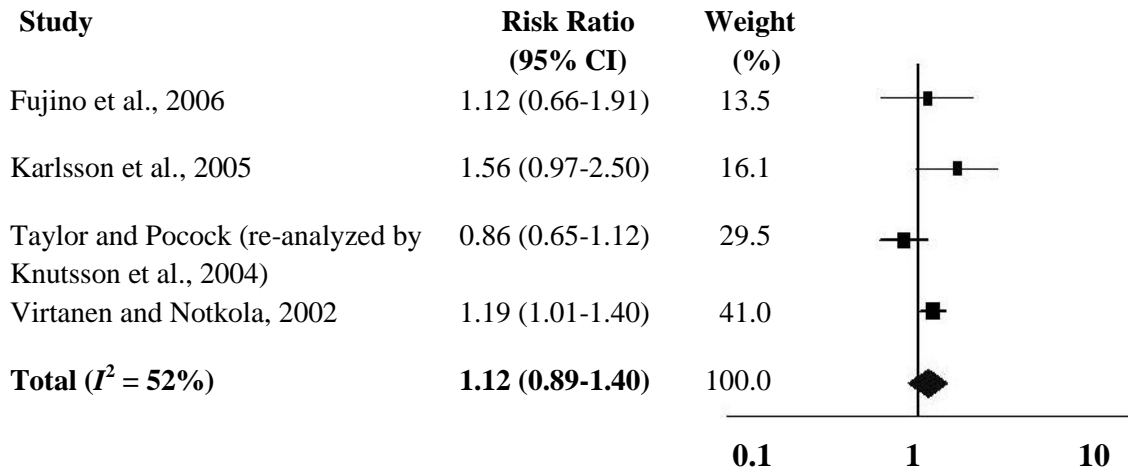 Study Risk Ratio Weight
(95% CI) (%)
Fujino et al., 2006 1.12 (0.66-1.91) 13.5
Karlsson et al., 2005 1.56 (0.97-2.50) 16.1
Taylor and Pocock (re-analyzed by 0.86 (0.65-1.12) 29.5
Knutsson et al., 2004)
Virtanen and Notkola, 2002 1.19 (1.01-1.40) 41.0
Total (I² = 52%) 1.12 (0.89-1.40) 100.0
0.1 1 10